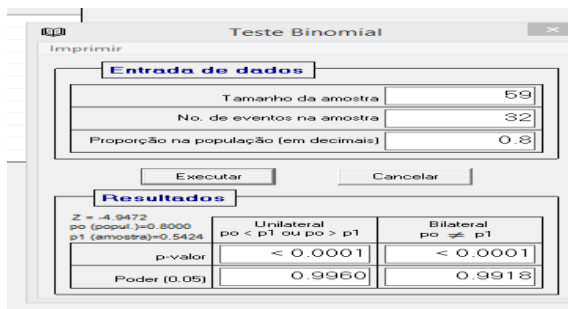 Teste Binomial
Imprimir
Entrada de dados
Tamanho da amostra 59
No. de eventos na amostra 32
Proporção na população (em decimais) 0.8
Executar Cancelar
Resultados
Z = -4.9472
po (popul.)=0.8000
p1 (amostra)=0.5424
Unilateral
po < p1 ou po > p1
Bilateral
po ≠ p1
p-valor < 0.0001 < 0.0001
Poder (0.05) 0.9960 0.9918